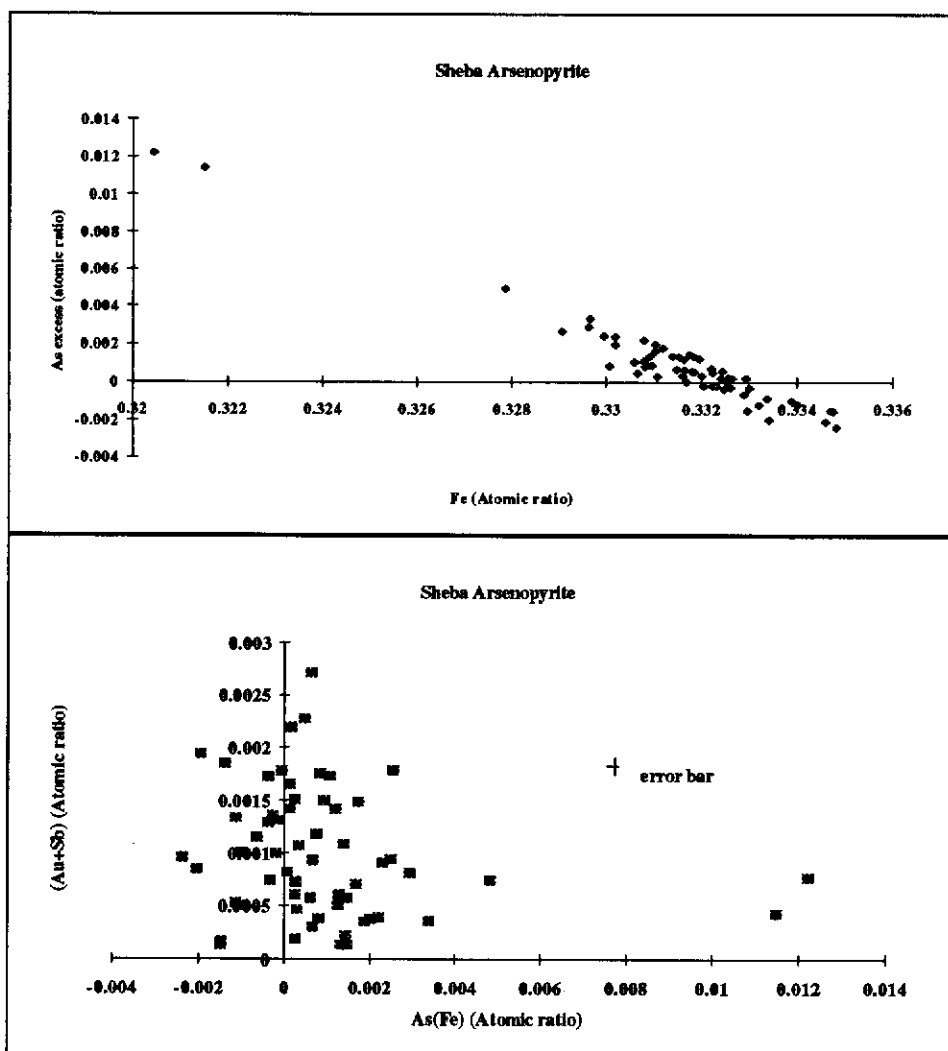 Sheba Arsenopyrite
As excess (atomic ratio)
0.014
0.012
0.01
0.008
0.006
0.004
0.002
0
-0.002
-0.004
0.32 0.322 0.324 0.326 0.328 0.33 0.332 0.334 0.336
Fe (Atomic ratio)
Sheba Arsenopyrite
(Au+Sb) (Atomic ratio)
0.003
0.0025
0.002
0.0015
0.001
0.0005
0
error bar
-0.004 -0.002 0 0.002 0.004 0.006 0.008 0.01 0.012 0.014
As(Fe) (Atomic ratio)